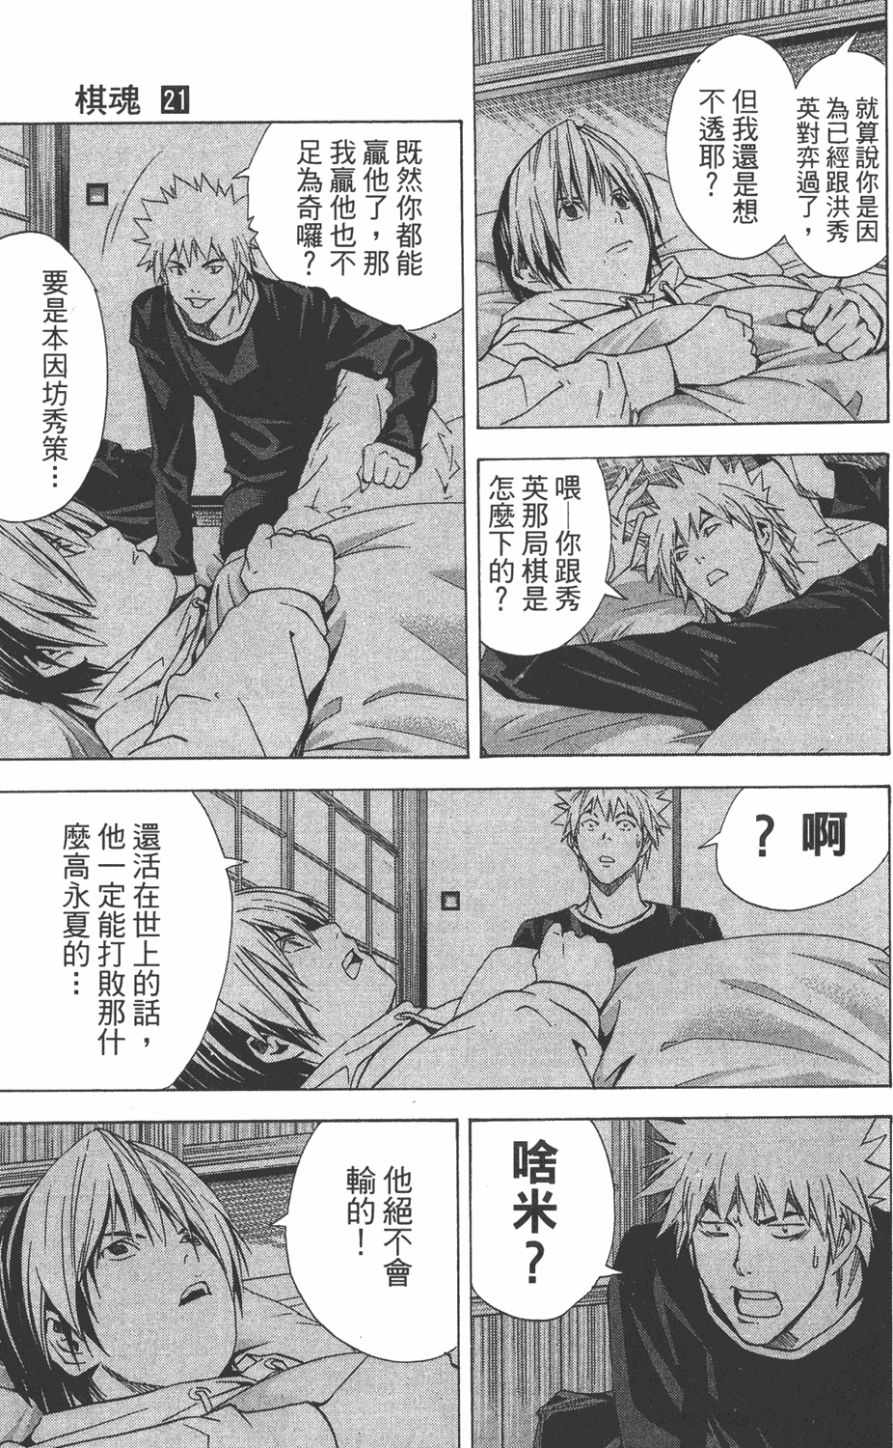 棋魂 21
就算說你是因
為已經跟洪秀
英對弈過了，
但我還是想
不透耶？
喂—你跟秀
英那局棋是
怎麼下的？
既然你都能
贏他了，那
我贏他也不
足為奇囉？
要是本因坊秀策…
啊？
還活在世上的話，
他一定能打敗那什
麼高永夏的…
啥米？
他絕不會
輸的！